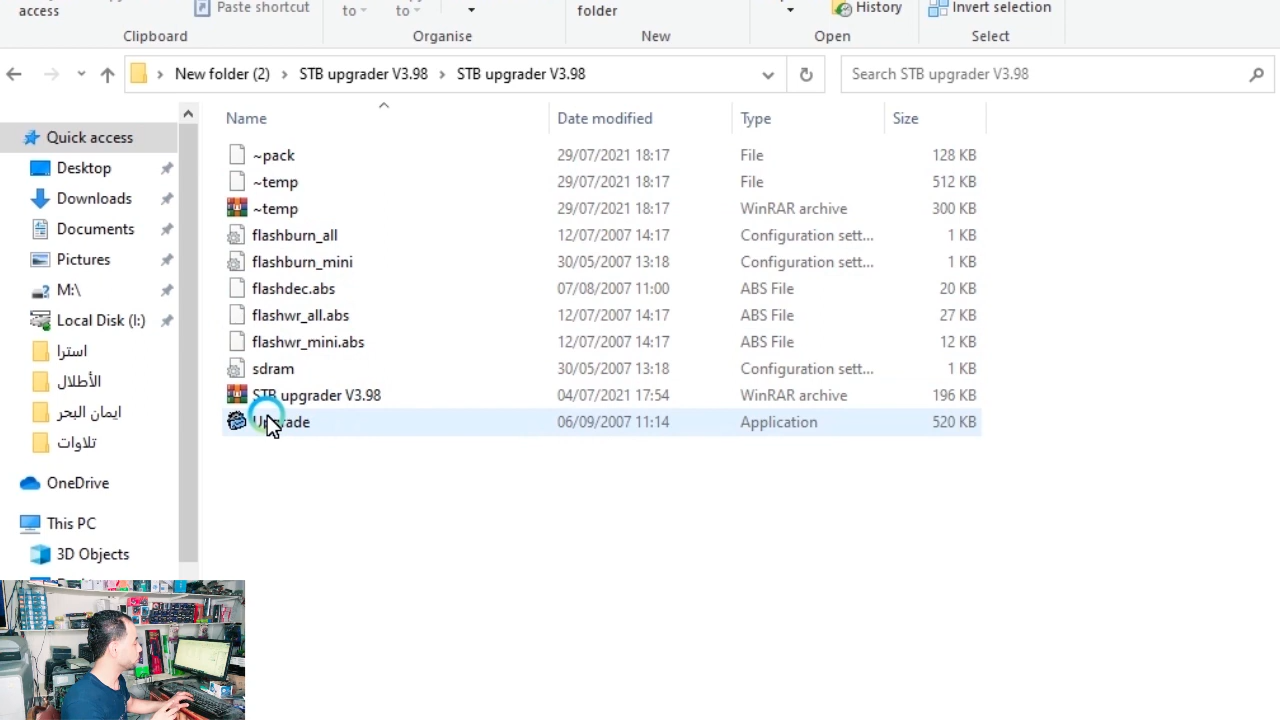 access
Paste shortcut
to
to
folder
History
Invert selection
Clipboard
Organise
New
Open
Select
New folder (2) > STB upgrader V3.98 > STB upgrader V3.98
Search STB upgrader V3.98
Name Date modified Type Size
Quick access
Desktop
Downloads
Documents
Pictures
M:\
Local Disk (I:)
استرا
الأطلال
ايمان البحر
تلاوات
OneDrive
This PC
3D Objects
~pack 29/07/2021 18:17 File 128 KB
~temp 29/07/2021 18:17 File 512 KB
~temp 29/07/2021 18:17 WinRAR archive 300 KB
flashburn_all 12/07/2007 14:17 Configuration sett... 1 KB
flashburn_mini 30/05/2007 13:18 Configuration sett... 1 KB
flashdec.abs 07/08/2007 11:00 ABS File 20 KB
flashwr_all.abs 12/07/2007 14:17 ABS File 27 KB
flashwr_mini.abs 12/07/2007 14:17 ABS File 12 KB
sdram 30/05/2007 13:18 Configuration sett... 1 KB
STB upgrader V3.98 04/07/2021 17:54 WinRAR archive 196 KB
Upgrade 06/09/2007 11:14 Application 520 KB